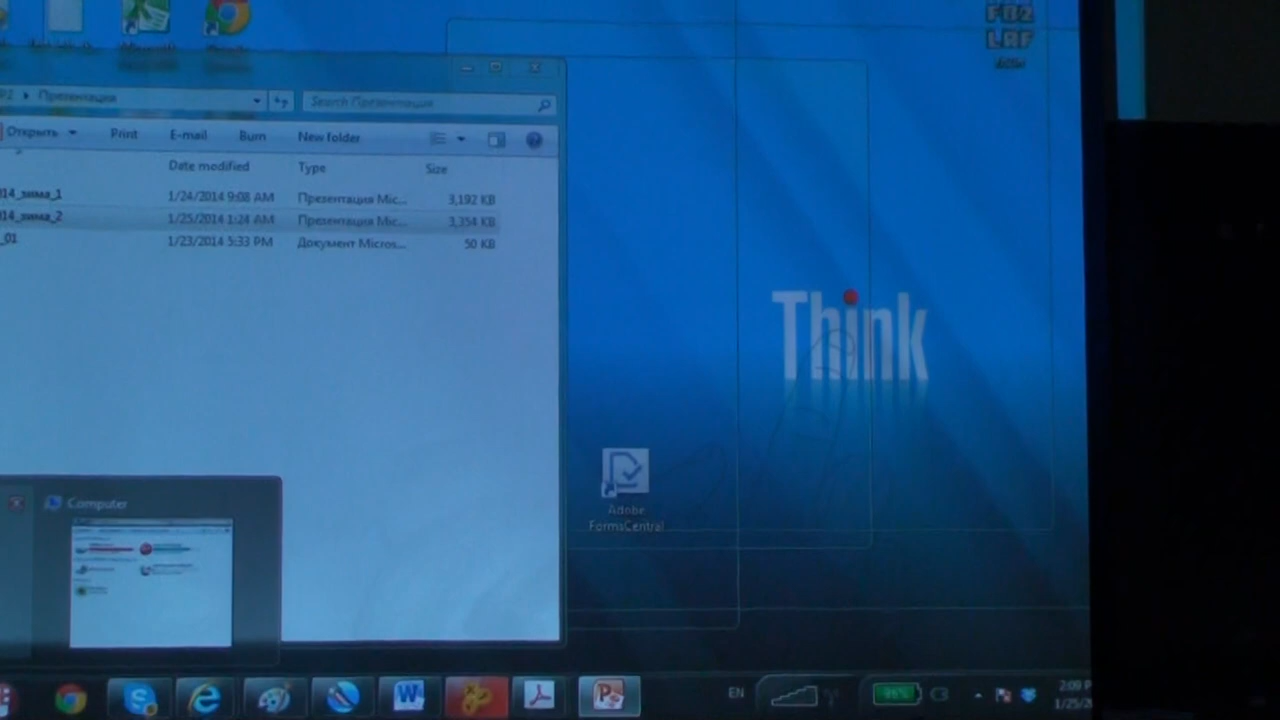 FB2
LRF
Презентация
Search Презентация
Открыть Print E-mail Burn New folder
Date modified Type Size
14_зима_1 1/24/2014 9:08 AM Презентация Mic... 3,192 KB
14_зима_2 1/25/2014 1:24 AM Презентация Mic... 3,354 KB
_01 1/23/2014 5:33 PM Документ Micros... 50 KB
Think
Adobe
FormsCentral
Computer
EN
96%
2:09 P
1/25/2